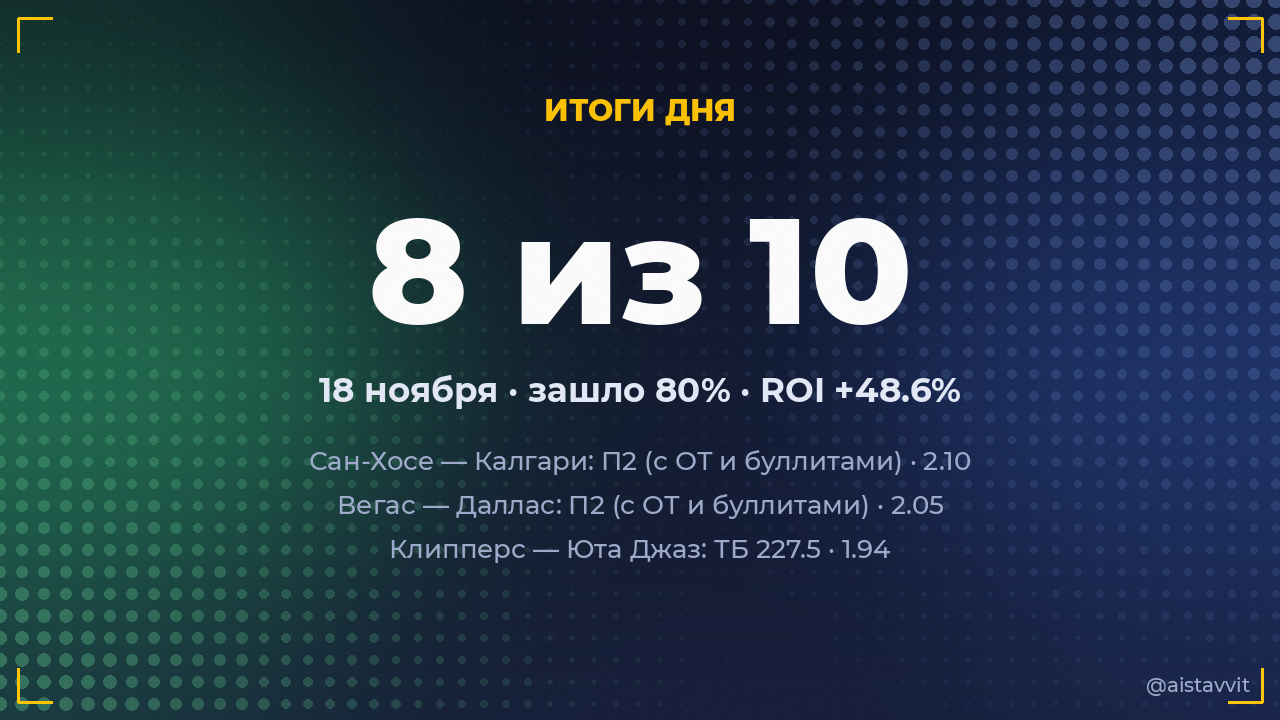 ИТОГИ ДНЯ
8 из 10
18 ноября · зашло 80% · ROI +48.6%
Сан-Хосе — Калгари: П2 (с ОТ и буллитами) · 2.10
Вегас — Даллас: П2 (с ОТ и буллитами) · 2.05
Клипперс — Юта Джаз: ТБ 227.5 · 1.94
@aistavvit